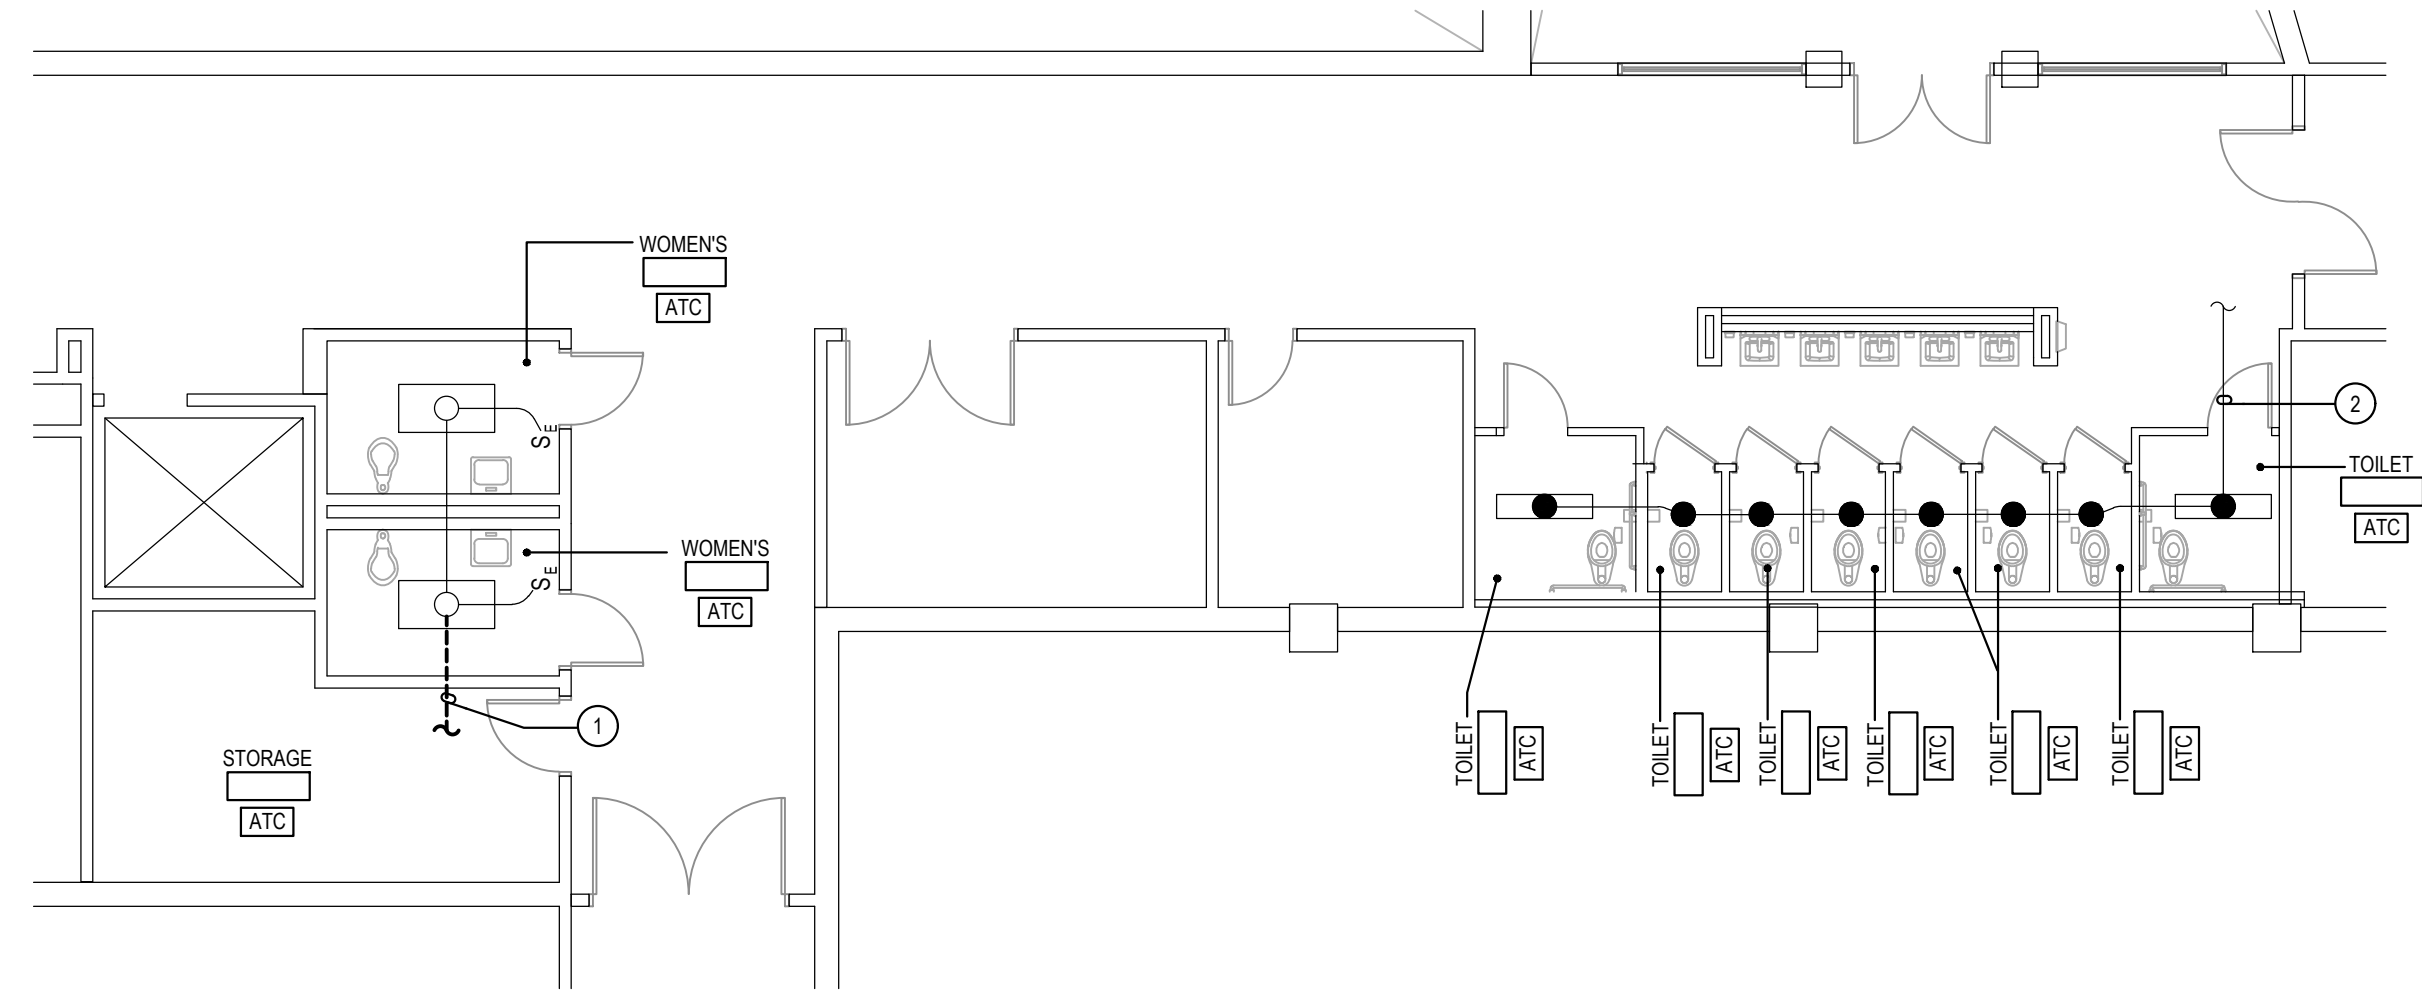 WOMEN'S
ATC
S E
WOMEN'S
ATC
S E
1
STORAGE
ATC
2
TOILET
ATC
TOILET
ATC
TOILET
ATC
TOILET
ATC
TOILET
ATC
TOILET
ATC
TOILET
ATC